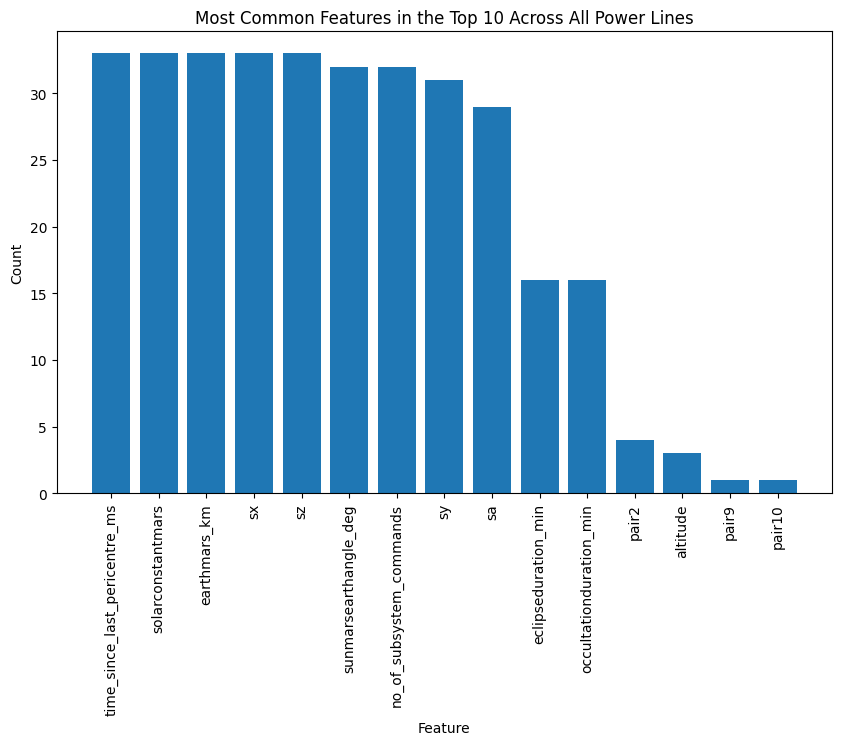 Most Common Features in the Top 10 Across All Power Lines
Count
30
25
20
15
10
5
0
time_since_last_pericentre_ms
solarconstantmars
earthmars_km
sx
sz
sunmarsearthangle_deg
no_of_subsystem_commands
sy
sa
eclipseduration_min
occultationduration_min
pair2
altitude
pair9
pair10
Feature